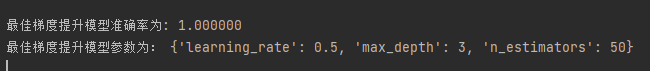 最佳梯度提升模型准确率为: 1.000000
最佳梯度提升模型参数为: {'learning_rate': 0.5, 'max_depth': 3, 'n_estimators': 50}